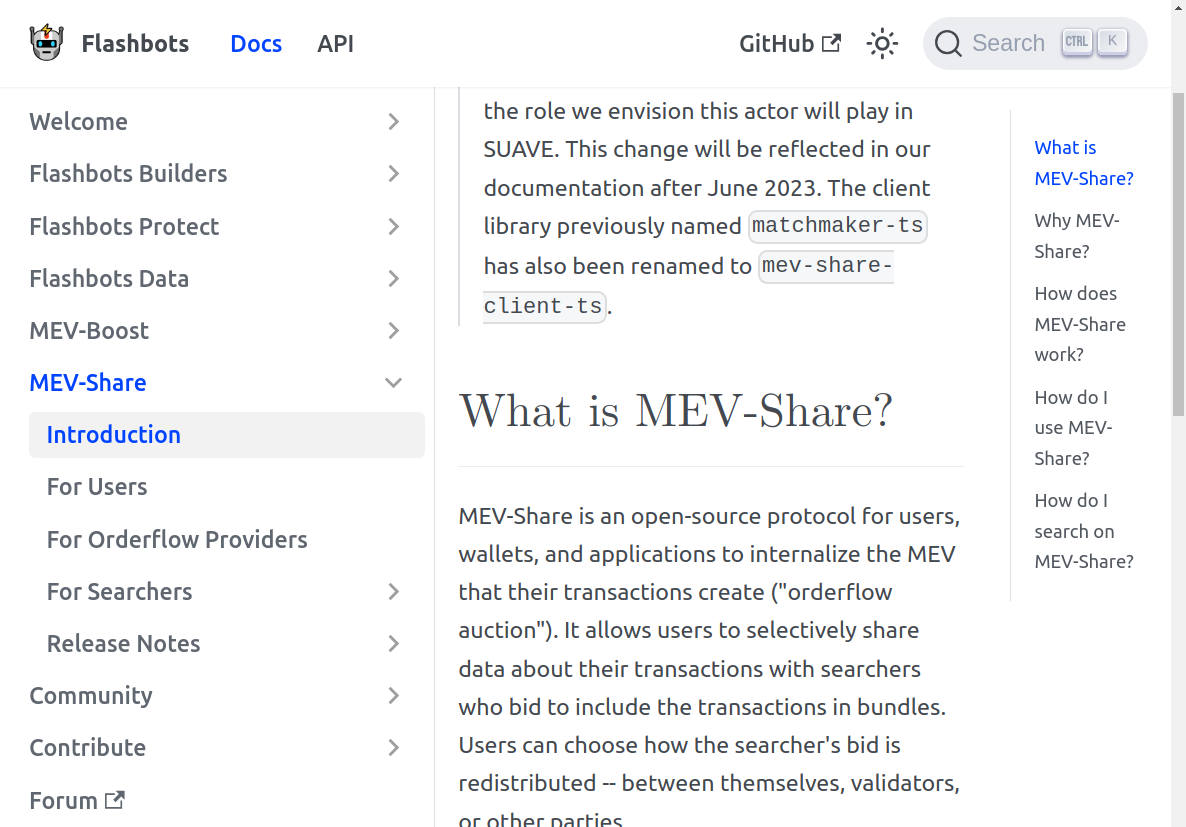 Flashbots
Docs
API
GitHub
Search
CTRL
K
Welcome
Flashbots Builders
Flashbots Protect
Flashbots Data
MEV-Boost
MEV-Share
Introduction
For Users
For Orderflow Providers
For Searchers
Release Notes
Community
Contribute
Forum
the role we envision this actor will play in
SUAVE. This change will be reflected in our
documentation after June 2023. The client
library previously named matchmaker-ts
has also been renamed to mev-share-
client-ts.
What is MEV-Share?
MEV-Share is an open-source protocol for users,
wallets, and applications to internalize the MEV
that their transactions create ("orderflow
auction"). It allows users to selectively share
data about their transactions with searchers
who bid to include the transactions in bundles.
Users can choose how the searcher's bid is
redistributed -- between themselves, validators,
or other parties.
What is
MEV-Share?
Why MEV-
Share?
How does
MEV-Share
work?
How do I
use MEV-
Share?
How do I
search on
MEV-Share?